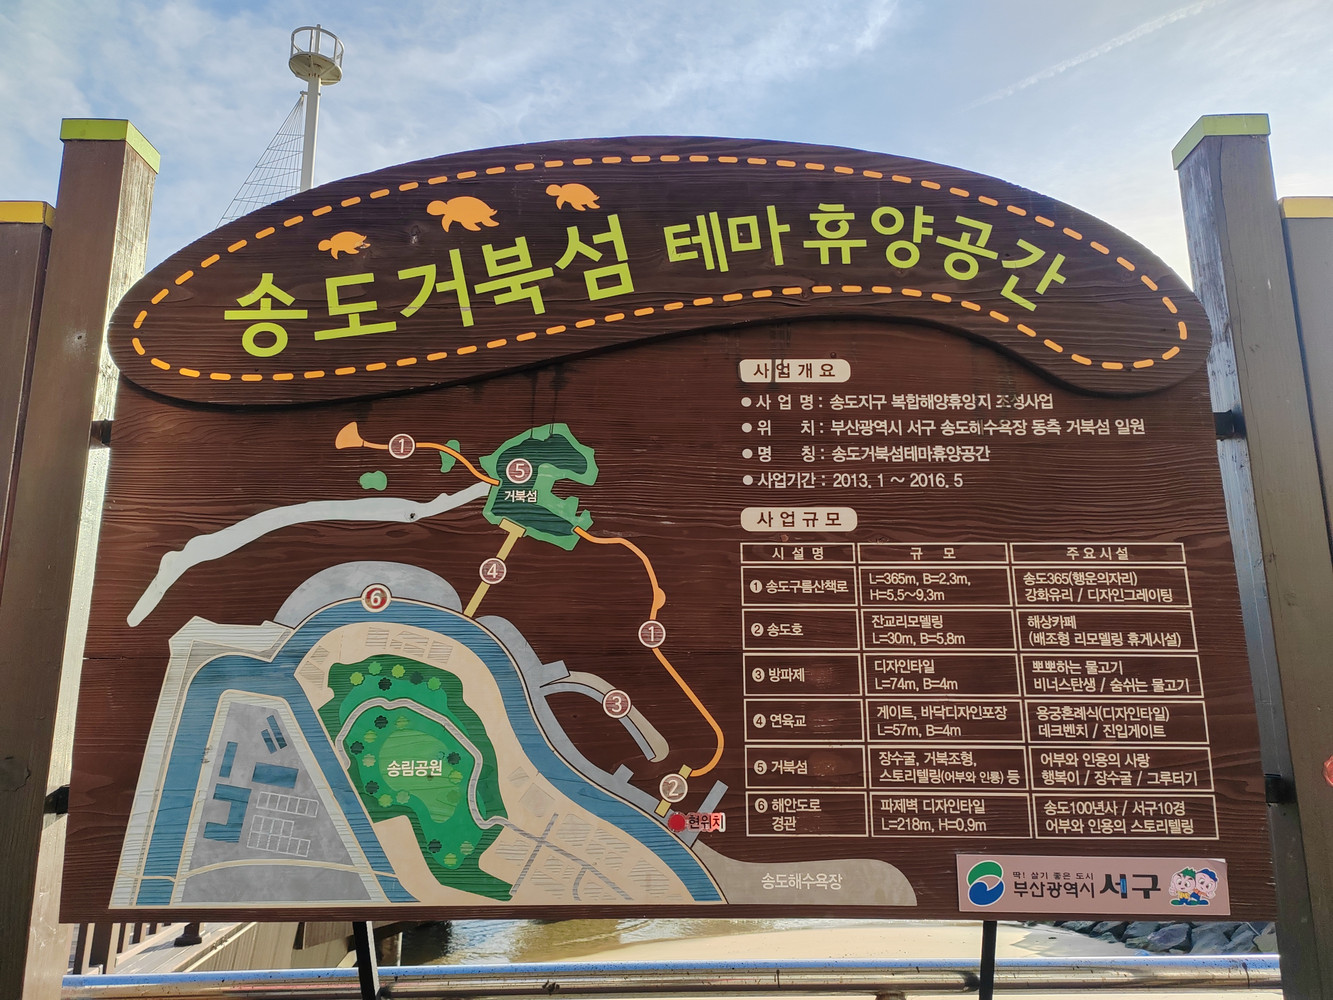 송도거북섬 테마휴양공간
사업개요
● 사 업 명 : 송도지구 복합해양휴양지 조성사업
● 위 치 : 부산광역시 서구 송도해수욕장 동측 거북섬 일원
● 명 칭 : 송도거북섬테마휴양공간
● 사업기간 : 2013. 1 ~ 2016. 5
사업규모
시 설 명 규 모 주요시설
① 송도구름산책로 L=365m, B=2.3m, H=5.5~9.3m 송도365(행운의자리) 강화유리 / 디자인그레이팅
② 송도호 잔교리모델링 L=30m, B=5.8m 해상카페 (배조형 리모델링 휴게시설)
③ 방파제 디자인타일 L=74m, B=4m 뽀뽀하는 물고기 비너스탄생 / 숨쉬는 물고기
④ 연육교 게이트, 바닥디자인포장 L=57m, B=4m 용궁혼례식(디자인타일) 데크벤치 / 진입게이트
⑤ 거북섬 장수굴, 거북조형, 스토리텔링(어부와 인룡) 등 어부와 인용의 사랑 행복이 / 장수굴 / 그루터기
⑥ 해안도로 경관 파제벽 디자인타일 L=218m, H=0.9m 송도100년사 / 서구10경 어부와 인용의 스토리텔링
1
5
거북섬
4
6
1
3
송림공원
2
현위치
송도해수욕장
딱! 살기 좋은 도시
부산광역시 서구